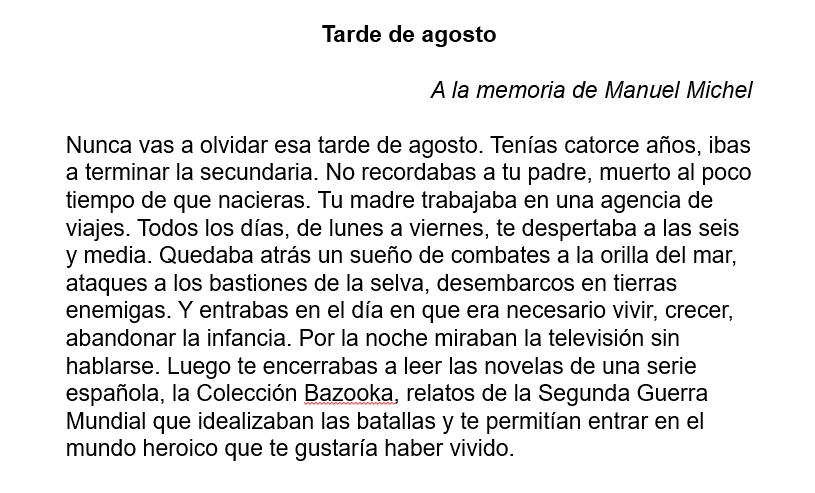 Tarde de agosto
A la memoria de Manuel Michel
Nunca vas a olvidar esa tarde de agosto. Tenías catorce años, ibas
a terminar la secundaria. No recordabas a tu padre, muerto al poco
tiempo de que nacieras. Tu madre trabajaba en una agencia de
viajes. Todos los días, de lunes a viernes, te despertaba a las seis
y media. Quedaba atrás un sueño de combates a la orilla del mar,
ataques a los bastiones de la selva, desembarcos en tierras
enemigas. Y entrabas en el día en que era necesario vivir, crecer,
abandonar la infancia. Por la noche miraban la televisión sin
hablarse. Luego te encerrabas a leer las novelas de una serie
española, la Colección Bazooka, relatos de la Segunda Guerra
Mundial que idealizaban las batallas y te permitían entrar en el
mundo heroico que te gustaría haber vivido.